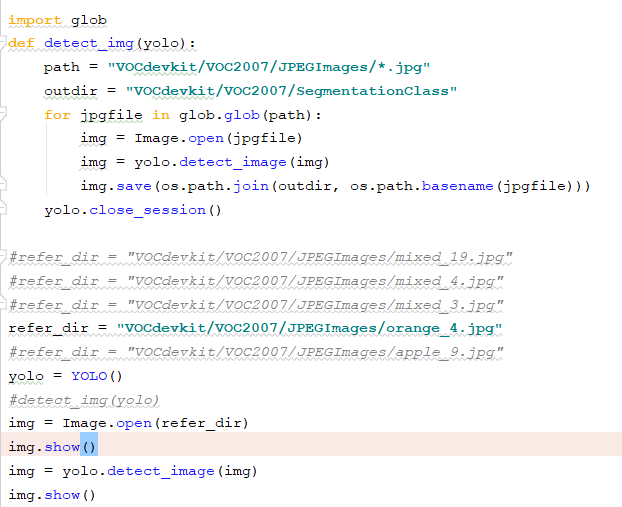 import glob
def detect_img(yolo):
    path = "VOCdevkit/VOC2007/JPEGImages/*.jpg"
    outdir = "VOCdevkit/VOC2007/SegmentationClass"
    for jpgfile in glob.glob(path):
        img = Image.open(jpgfile)
        img = yolo.detect_image(img)
        img.save(os.path.join(outdir, os.path.basename(jpgfile)))
    yolo.close_session()
#refer_dir = "VOCdevkit/VOC2007/JPEGImages/mixed_19.jpg"
#refer_dir = "VOCdevkit/VOC2007/JPEGImages/mixed_4.jpg"
#refer_dir = "VOCdevkit/VOC2007/JPEGImages/mixed_3.jpg"
refer_dir = "VOCdevkit/VOC2007/JPEGImages/orange_4.jpg"
#refer_dir = "VOCdevkit/VOC2007/JPEGImages/apple_9.jpg"
yolo = YOLO()
#detect_img(yolo)
img = Image.open(refer_dir)
img.show()
img = yolo.detect_image(img)
img.show()